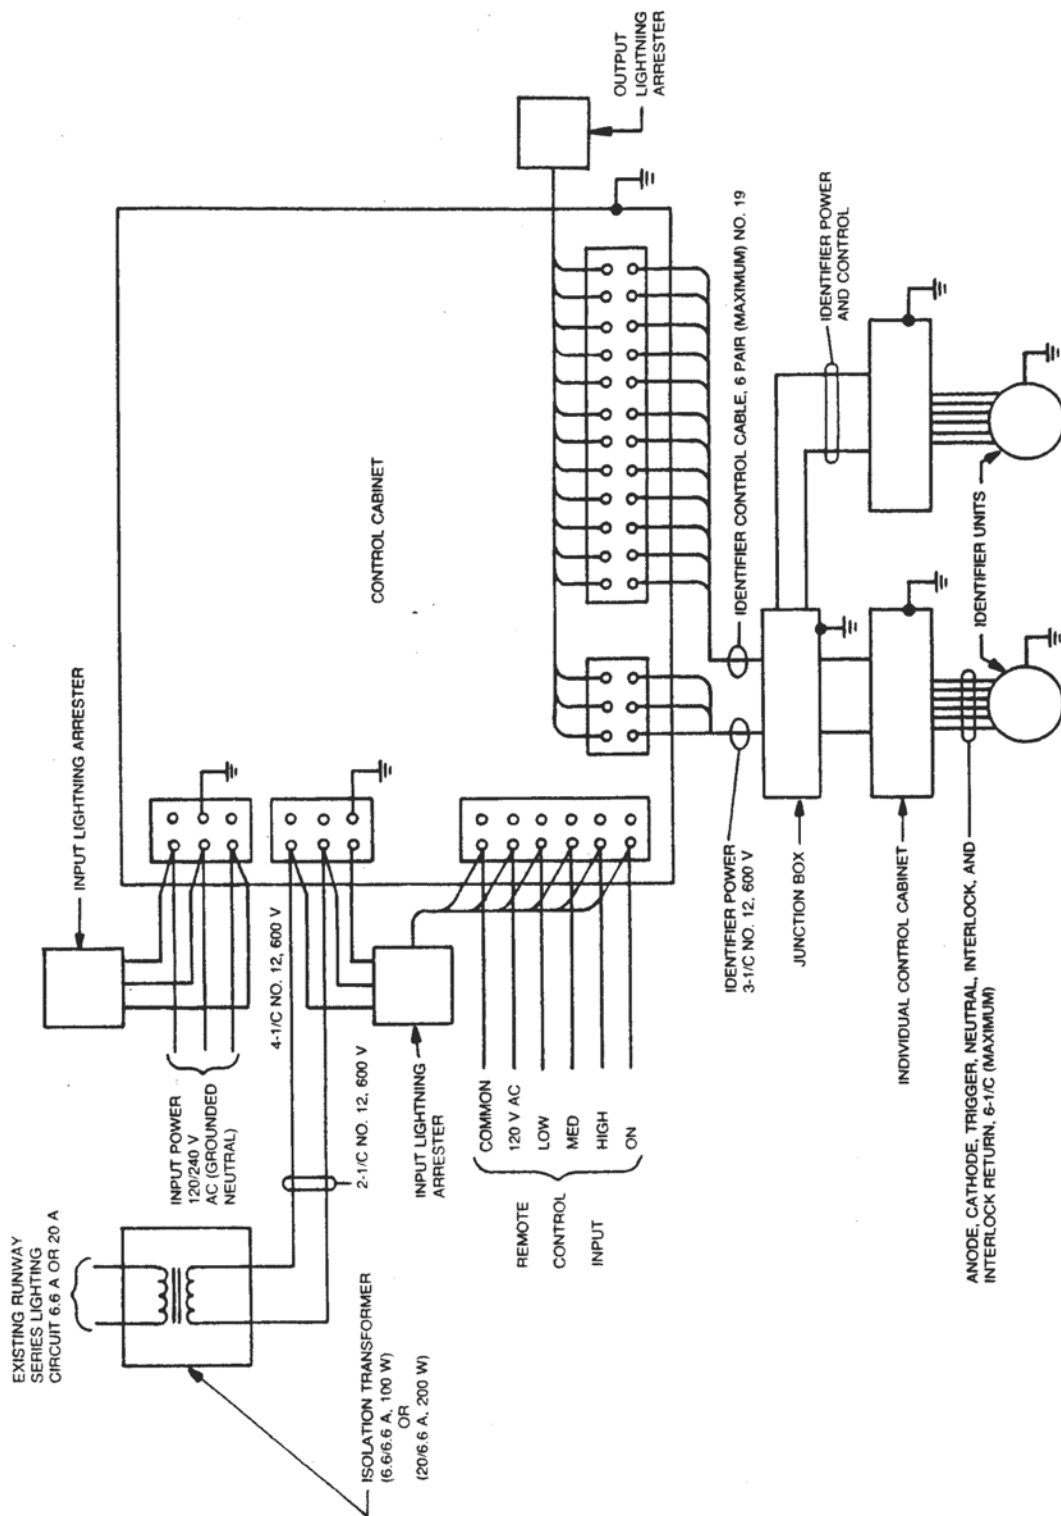 EXISTING RUNWAY
SERIES LIGHTING
CIRCUIT 6.6 A OR 20 A
ISOLATION TRANSFORMER
(6.6/6.6 A, 100 W)
OR
(20/6.6 A, 200 W)
INPUT LIGHTNING ARRESTER
INPUT POWER
120/240 V
AC (GROUNDED
NEUTRAL)
4-1/C NO. 12, 600 V
2-1/C NO. 12, 600 V
INPUT LIGHTNING
ARRESTER
REMOTE
CONTROL
INPUT
COMMON
120 V AC
LOW
MED
HIGH
ON
CONTROL CABINET
OUTPUT
LIGHTNING
ARRESTER
IDENTIFIER POWER
3-1/C NO. 12, 600 V
IDENTIFIER CONTROL CABLE, 6 PAIR (MAXIMUM) NO. 19
JUNCTION BOX
IDENTIFIER POWER
AND CONTROL
INDIVIDUAL CONTROL CABINET
IDENTIFIER UNITS
ANODE, CATHODE, TRIGGER, NEUTRAL, INTERLOCK, AND
INTERLOCK RETURN, 6-1/C (MAXIMUM)